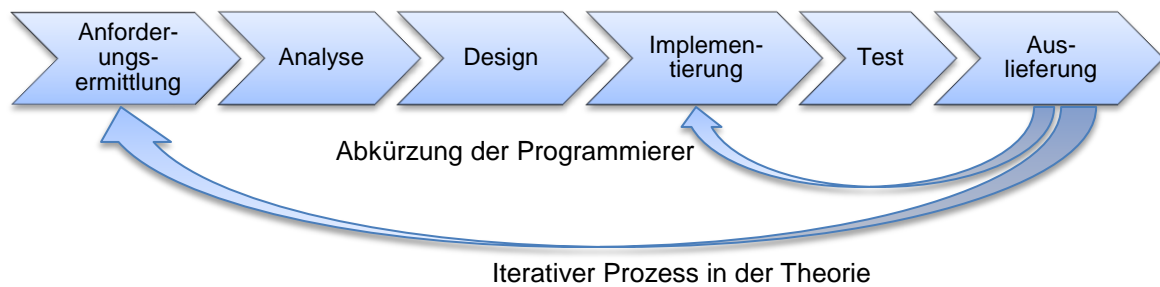 Anforder-
ungs-
ermittlung
Analyse
Design
Implemen-
tierung
Test
Aus-
lieferung
Abkürzung der Programmierer
Iterativer Prozess in der Theorie